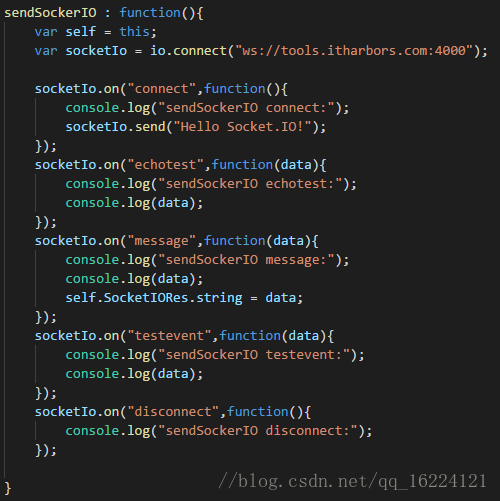 sendSockerIO : function(){
    var self = this;
    var socketIo = io.connect("ws://tools.itharbors.com:4000");

    socketIo.on("connect",function(){
        console.log("sendSockerIO connect:");
        socketIo.send("Hello Socket.IO!");
    });
    socketIo.on("echotest",function(data){
        console.log("sendSockerIO echotest:");
        console.log(data);
    });
    socketIo.on("message",function(data){
        console.log("sendSockerIO message:");
        console.log(data);
        self.SocketIORes.string = data;
    });
    socketIo.on("testevent",function(data){
        console.log("sendSockerIO testevent:");
        console.log(data);
    });
    socketIo.on("disconnect",function(){
        console.log("sendSockerIO disconnect:");
    });

}
//blog.csdn.net/qq_16224121